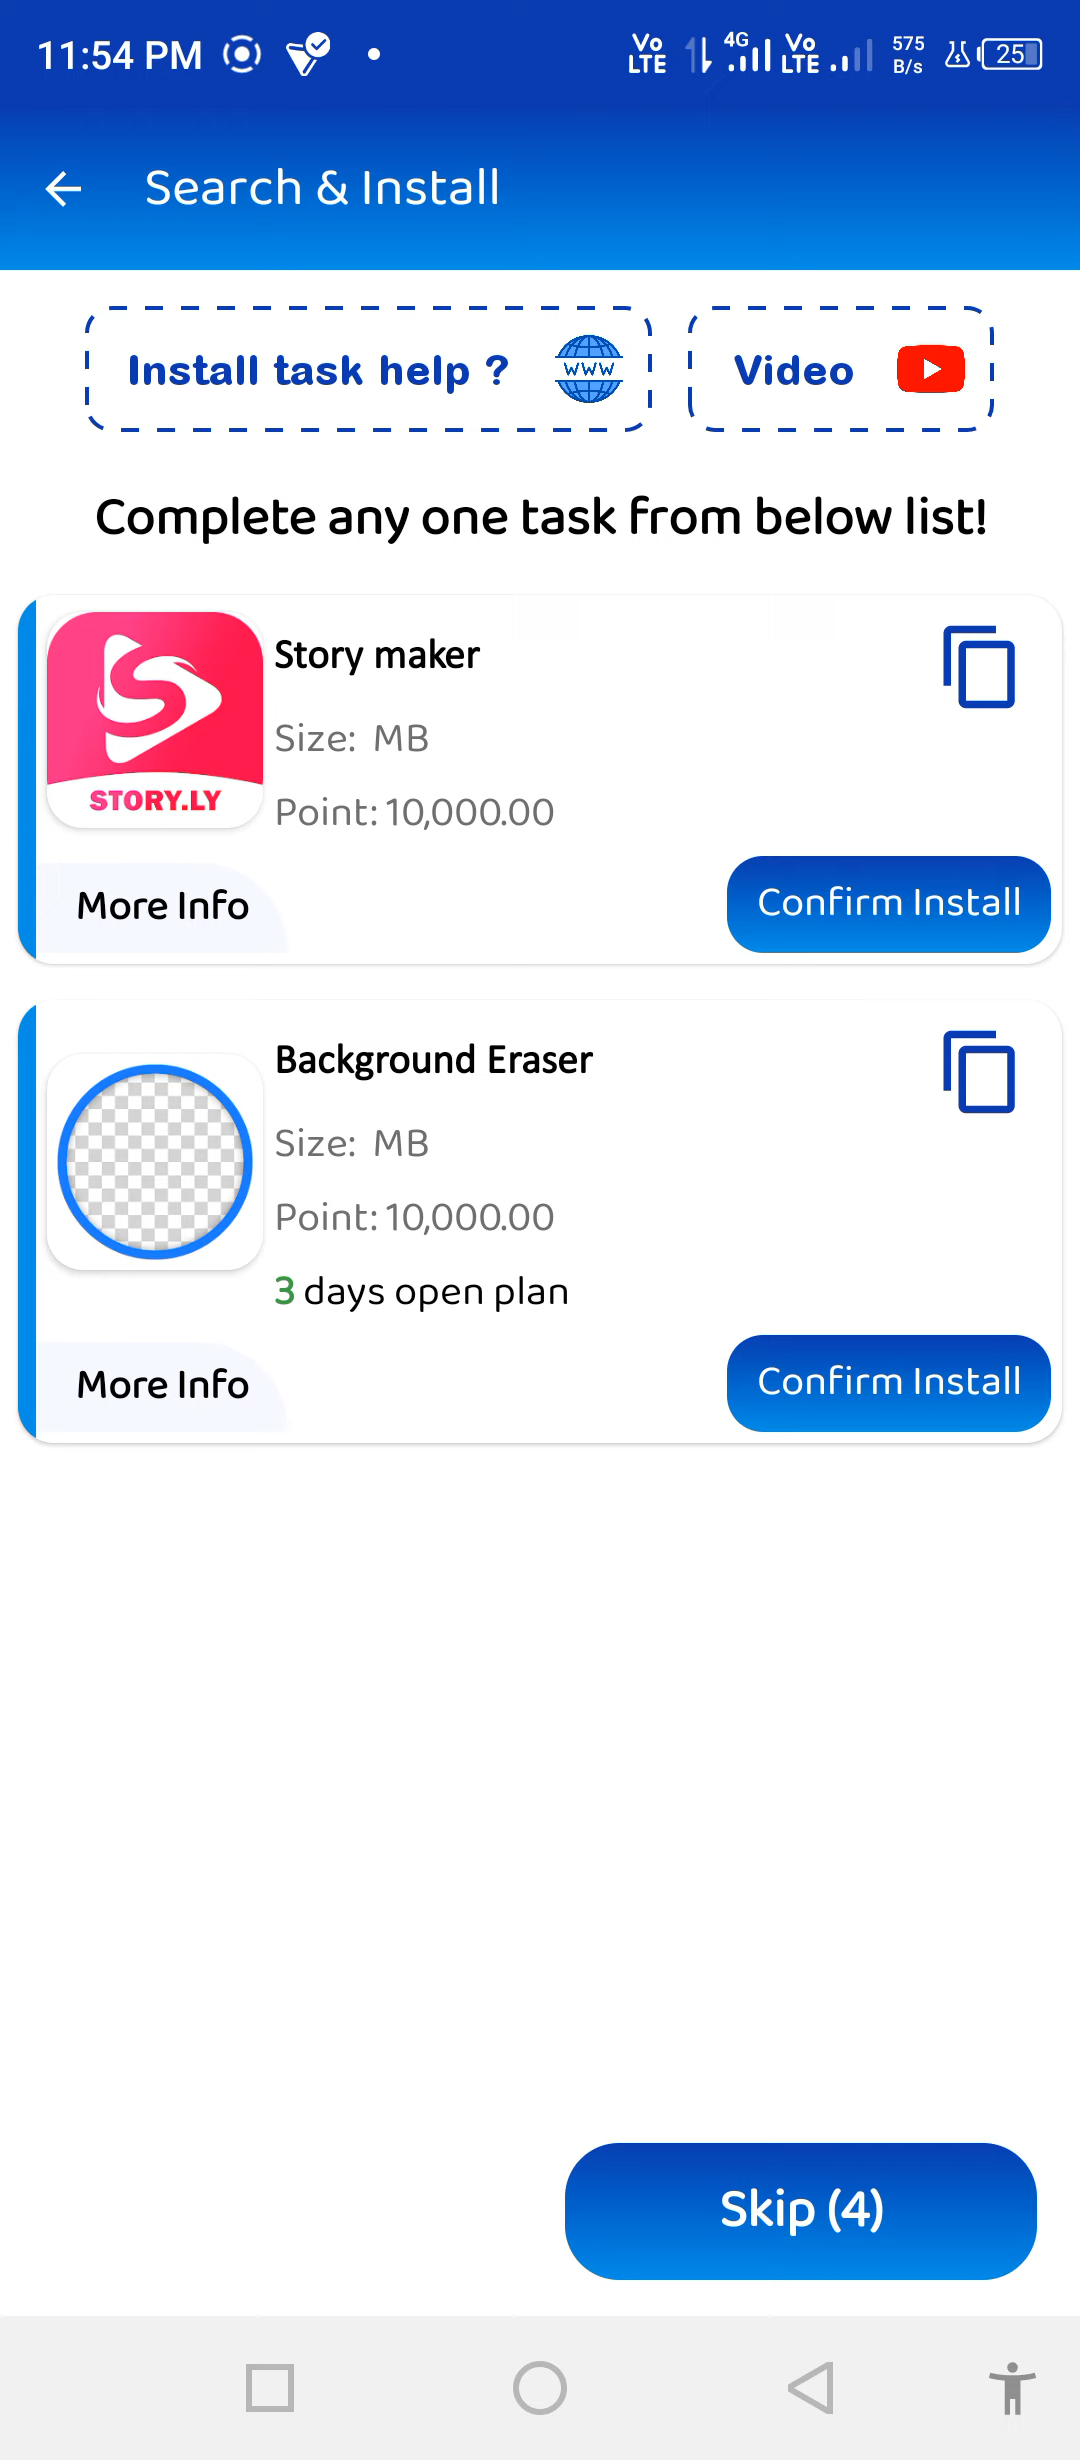 11:54 PM
Vo LTE 4G Vo LTE 575 B/s 25
Search & Install
Install task help ? WWW
Video
Complete any one task from below list!
STORY.LY
Story maker
Size: MB
Point: 10,000.00
More Info
Confirm Install
Background Eraser
Size: MB
Point: 10,000.00
3 days open plan
More Info
Confirm Install
Skip (4)